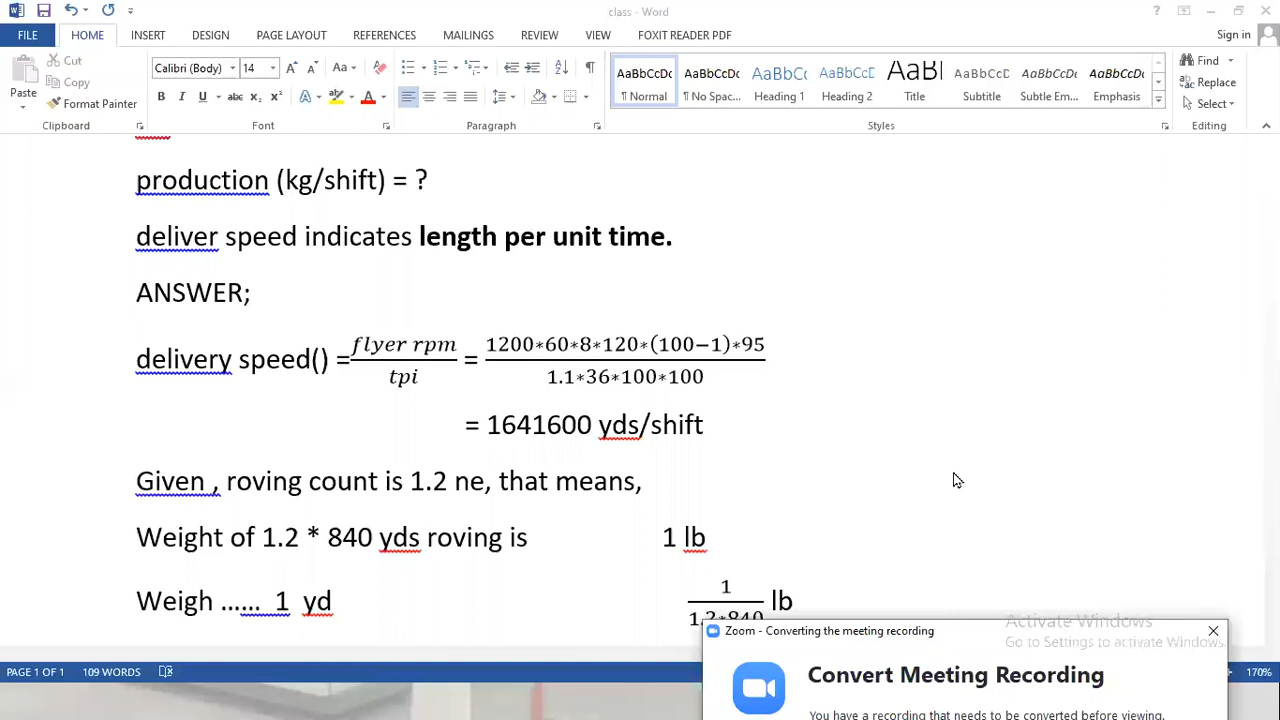 class - Word
Sign in
FILE HOME INSERT DESIGN PAGE LAYOUT REFERENCES MAILINGS REVIEW VIEW FOXIT READER PDF
Paste
Cut
Copy
Format Painter
Clipboard
Calibri (Body) 14
Font
Paragraph
AaBbCcDc AaBbCcDc AaBbCc AaBbCcD AaBl AaBbCcD AaBbCcDc AaBbCcDc
¶ Normal ¶ No Spac... Heading 1 Heading 2 Title Subtitle Subtle Em... Emphasis
Styles
Find
Replace
Select
Editing
production (kg/shift) = ?
deliver speed indicates length per unit time.
ANSWER;
delivery speed() = flyer rpm / tpi = 1200*60*8*120*(100−1)*95 / 1.1*36*100*100
= 1641600 yds/shift
Given , roving count is 1.2 ne, that means,
Weight of 1.2 * 840 yds roving is 1 lb
Weigh …… 1 yd 1 / 1.2*840 lb
Activate Windows
Go to Settings to activate Windows.
Zoom - Converting the meeting recording
Convert Meeting Recording
You have a recording that needs to be converted before viewing.
PAGE 1 OF 1 109 WORDS
170%